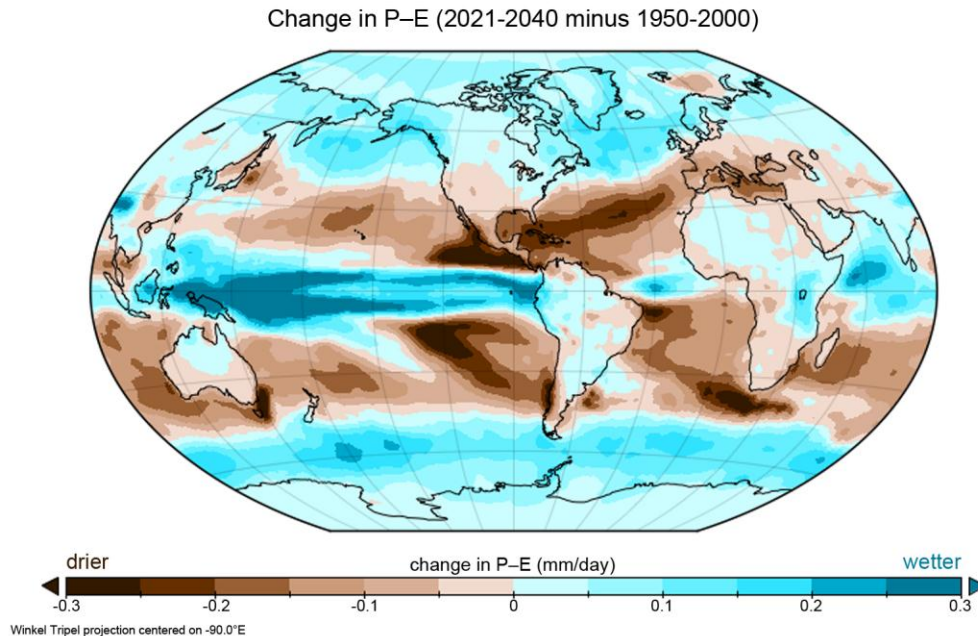 Change in P–E (2021-2040 minus 1950-2000)
drier change in P–E (mm/day) wetter
-0.3 -0.2 -0.1 0 0.1 0.2 0.3
Winkel Tripel projection centered on -90.0°E